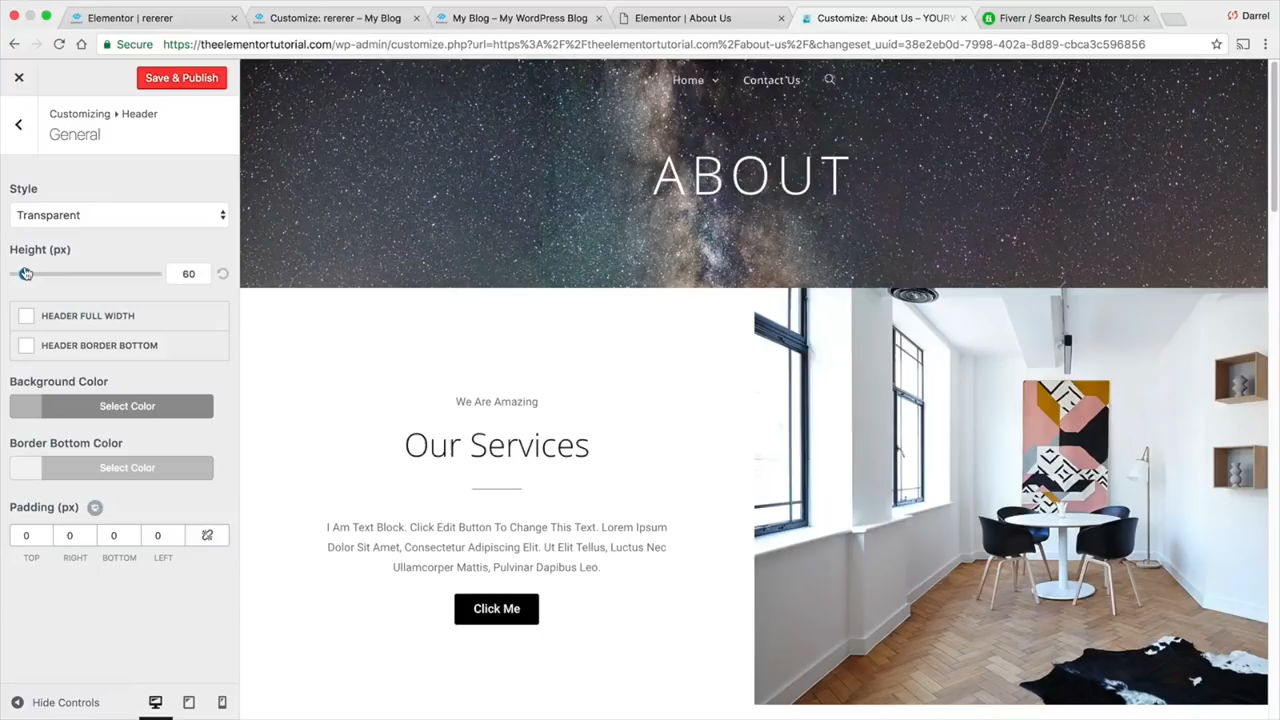 Elementor | rererer
Customize: rererer – My Blog
My Blog – My WordPress Blog
Elementor | About Us
Customize: About Us – YOURW
Fiverr / Search Results for 'LO
Darrel
Secure
https://theelementortutorial.com/wp-admin/customize.php?url=https%3A%2F%2Ftheelementortutorial.com%2Fabout-us%2F&changeset_uuid=38e2eb0d-7998-402a-8d89-cbca3c596856
Save & Publish
Customizing ▸ Header
General
Home
Contact Us
ABOUT
Style
Transparent
Height (px)
60
HEADER FULL WIDTH
HEADER BORDER BOTTOM
Background Color
Select Color
Border Bottom Color
Select Color
Padding (px)
0 0 0 0
TOP RIGHT BOTTOM LEFT
Hide Controls
We Are Amazing
Our Services
I Am Text Block. Click Edit Button To Change This Text. Lorem Ipsum
Dolor Sit Amet, Consectetur Adipiscing Elit. Ut Elit Tellus, Luctus Nec
Ullamcorper Mattis, Pulvinar Dapibus Leo.
Click Me